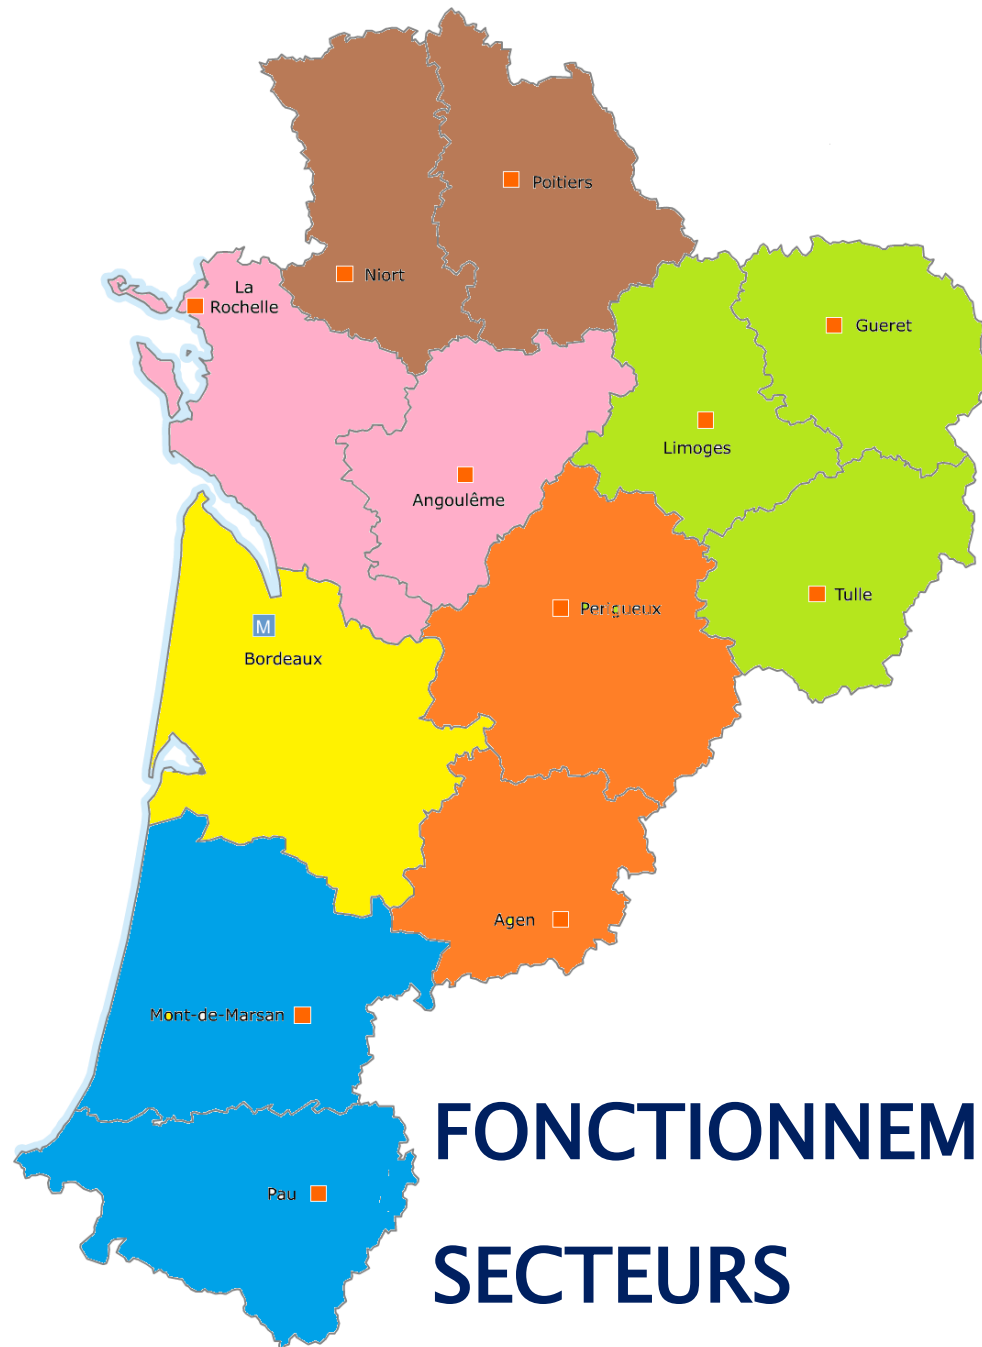 Poitiers
Niort
La
Rochelle
Gueret
Limoges
Angoulême
Tulle
Perigueux
M
Bordeaux
Agen
Mont-de-Marsan
FONCTIONNEM
Pau
SECTEURS